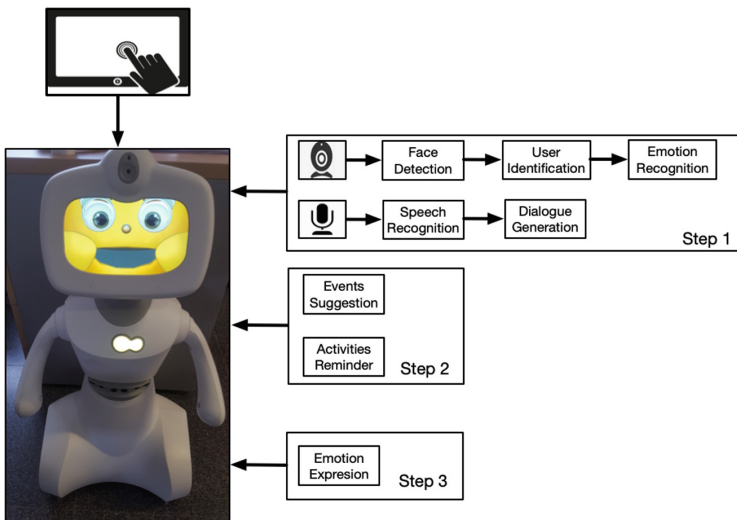 Face
Detection
User
Identification
Emotion
Recognition
Speech
Recognition
Dialogue
Generation
Step 1
Events
Suggestion
Activities
Reminder
Step 2
Emotion
Expresion
Step 3